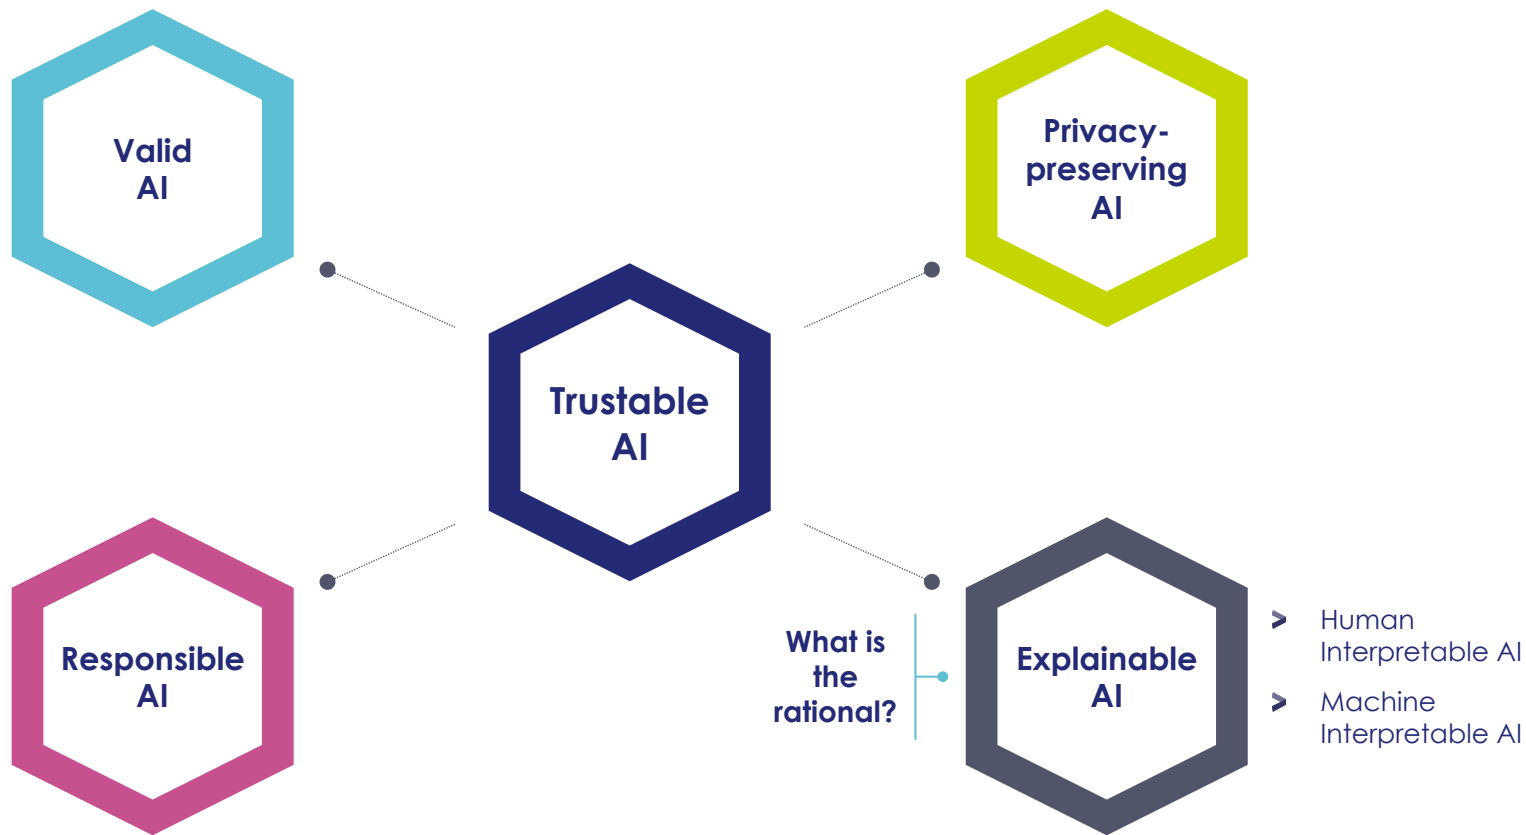 Valid
AI
Privacy-
preserving
AI
Trustable
AI
Responsible
AI
What is
the
rational?
Explainable
AI
> Human
Interpretable AI
> Machine
Interpretable AI